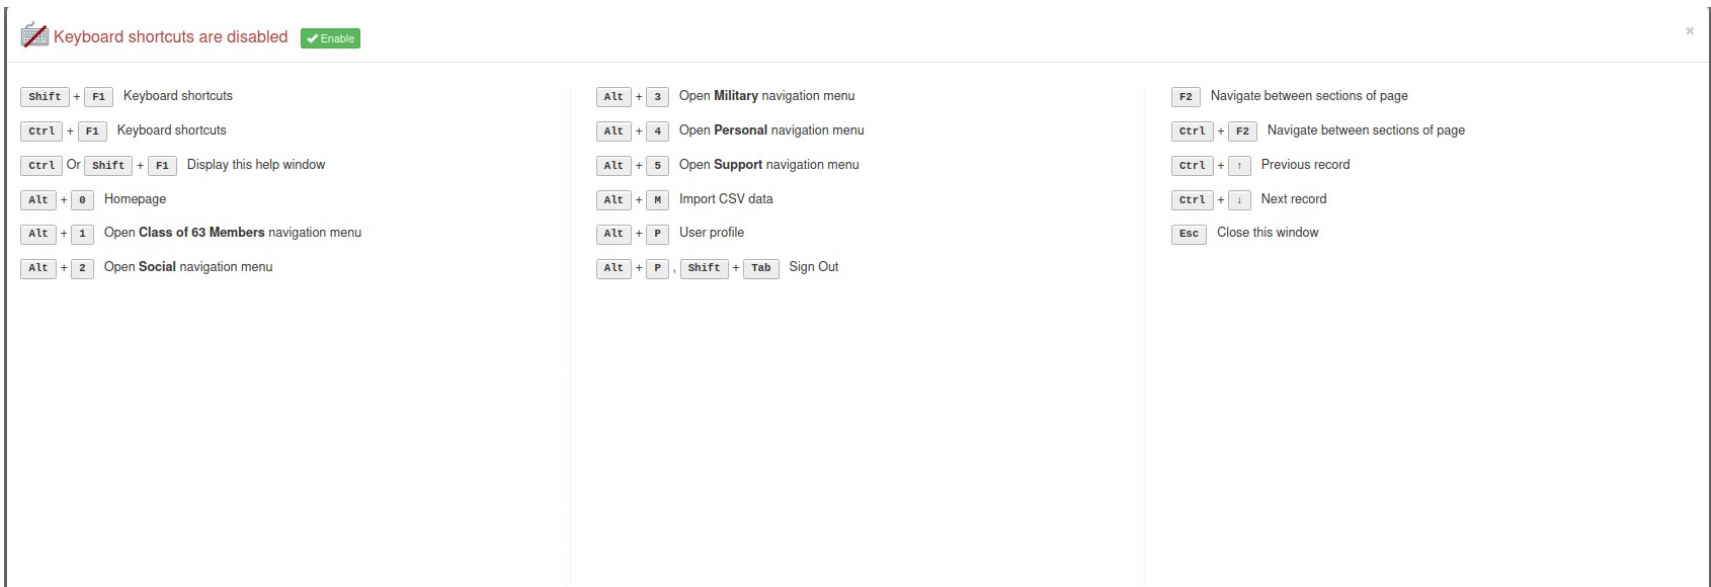 Keyboard shortcuts are disabled ✔ Enable ×
Shift + F1 Keyboard shortcuts
Ctrl + F1 Keyboard shortcuts
Ctrl Or Shift + F1 Display this help window
Alt + 0 Homepage
Alt + 1 Open Class of 63 Members navigation menu
Alt + 2 Open Social navigation menu
Alt + 3 Open Military navigation menu
Alt + 4 Open Personal navigation menu
Alt + 5 Open Support navigation menu
Alt + M Import CSV data
Alt + P User profile
Alt + P , Shift + Tab Sign Out
F2 Navigate between sections of page
Ctrl + F2 Navigate between sections of page
Ctrl + ↑ Previous record
Ctrl + ↓ Next record
Esc Close this window